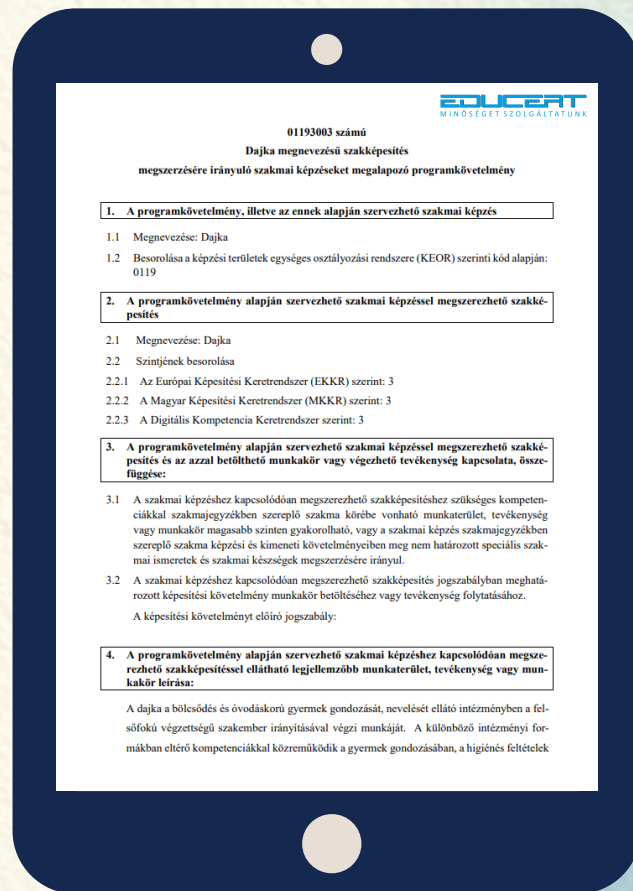 EDUCERT
MINŐSÉGET SZOLGÁLTATUNK
01193003 számú
Dajka megnevezésű szakképesítés
megszerzésére irányuló szakmai képzéseket megalapozó programkövetelmény
1. A programkövetelmény, illetve az ennek alapján szervezhető szakmai képzés
1.1 Megnevezése: Dajka
1.2 Besorolása a képzési területek egységes osztályozási rendszere (KEOR) szerinti kód alapján:
0119
2. A programkövetelmény alapján szervezhető szakmai képzéssel megszerezhető szakké-
pesítés
2.1 Megnevezése: Dajka
2.2 Szintjének besorolása
2.2.1 Az Európai Képesítési Keretrendszer (EKKR) szerint: 3
2.2.2 A Magyar Képesítési Keretrendszer (MKKR) szerint: 3
2.2.3 A Digitális Kompetencia Keretrendszer szerint: 3
3. A programkövetelmény alapján szervezhető szakmai képzéssel megszerezhető szakké-
pesítés és az azzal betölthető munkakör vagy végezhető tevékenység kapcsolata, össze-
függése:
3.1 A szakmai képzéshez kapcsolódóan megszerezhető szakképesítéshez szükséges kompeten-
ciákkal szakmajegyzékben szereplő szakma körébe vonható munkaterület, tevékenység
vagy munkakör magasabb szinten gyakorolható, vagy a szakmai képzés szakmajegyzékben
szereplő szakma képzési és kimeneti követelményeiben meg nem határozott speciális szak-
mai ismeretek és szakmai készségek megszerzésére irányul.
3.2 A szakmai képzéshez kapcsolódóan megszerezhető szakképesítés jogszabályban meghatá-
rozott képesítési követelmény munkakör betöltéséhez vagy tevékenység folytatásához.
A képesítési követelményt előíró jogszabály:
4. A programkövetelmény alapján szervezhető szakmai képzéshez kapcsolódóan megsze-
rezhető szakképesítéssel ellátható legjellemzőbb munkaterület, tevékenység vagy mun-
kakör leírása:
A dajka a bölcsődés és óvodáskorú gyermek gondozását, nevelését ellátó intézményben a fel-
sőfokú végzettségű szakember irányításával végzi munkáját. A különböző intézményi for-
mákban eltérő kompetenciákkal közreműködik a gyermek gondozásában, a higiénés feltételek